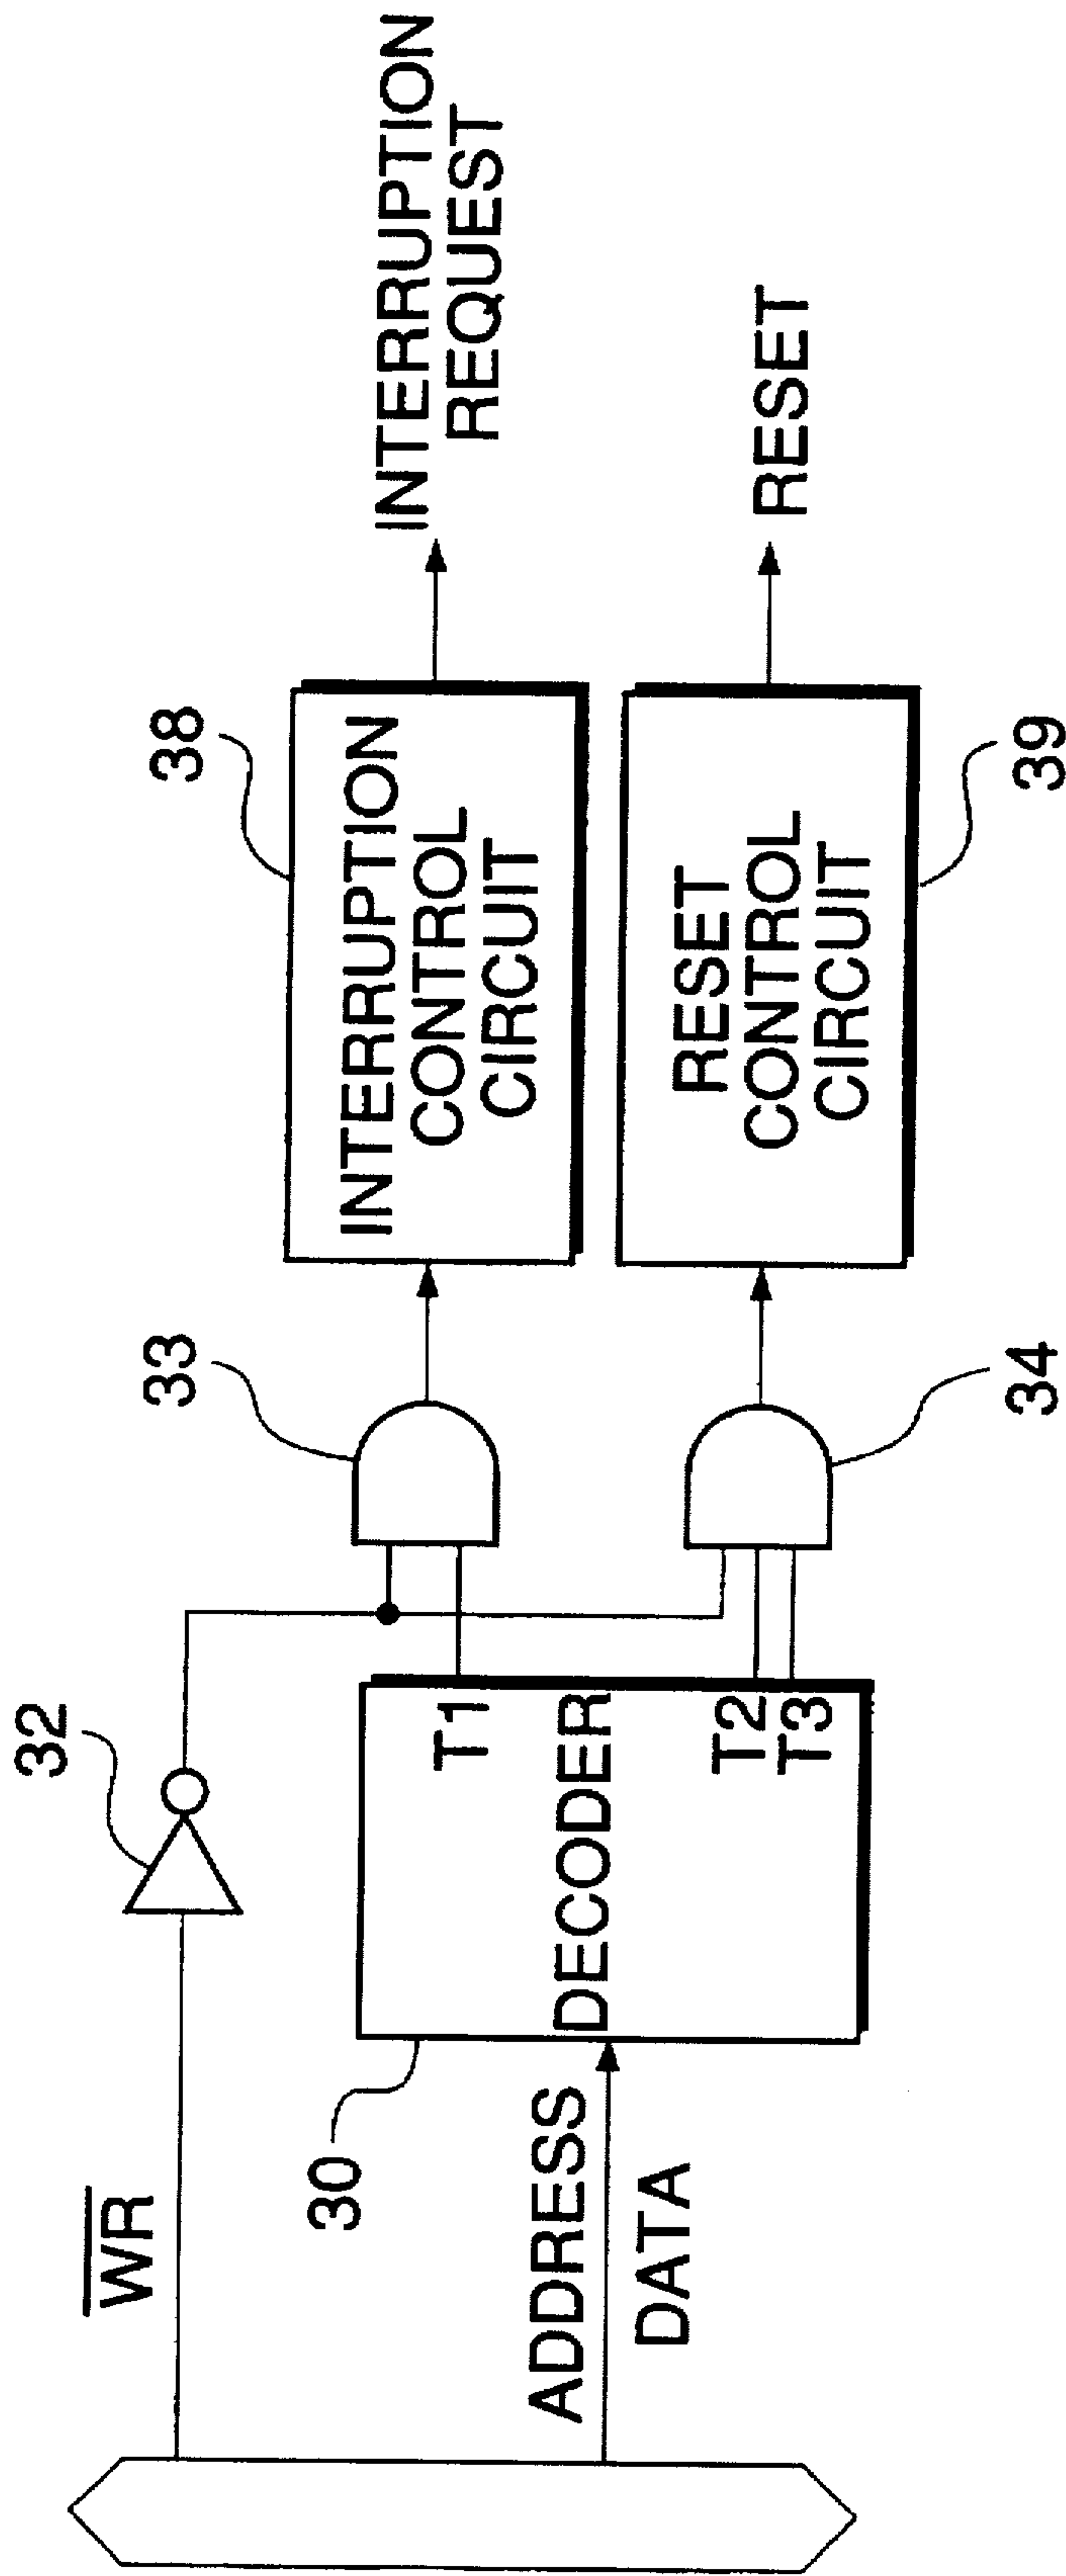 WR
32
33
38
INTERRUPTION
CONTROL
CIRCUIT
INTERRUPTION
REQUEST
30
ADDRESS
DATA
DECODER
T1
T2
T3
34
RESET
CONTROL
CIRCUIT
39
RESET